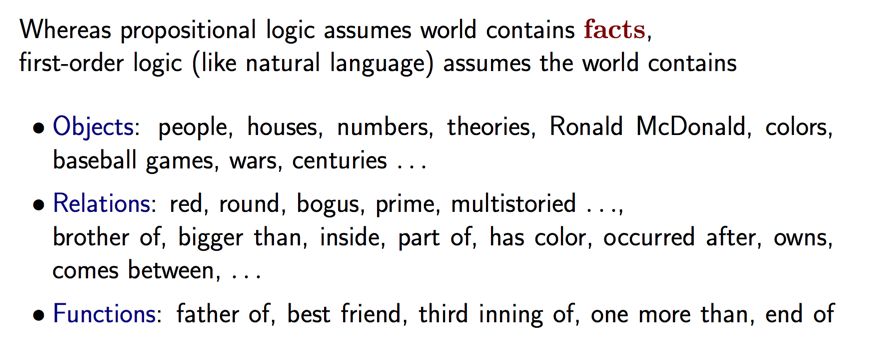 Whereas propositional logic assumes world contains facts,
first-order logic (like natural language) assumes the world contains
• Objects: people, houses, numbers, theories, Ronald McDonald, colors,
baseball games, wars, centuries . . .
• Relations: red, round, bogus, prime, multistoried . . .,
brother of, bigger than, inside, part of, has color, occurred after, owns,
comes between, . . .
• Functions: father of, best friend, third inning of, one more than, end of